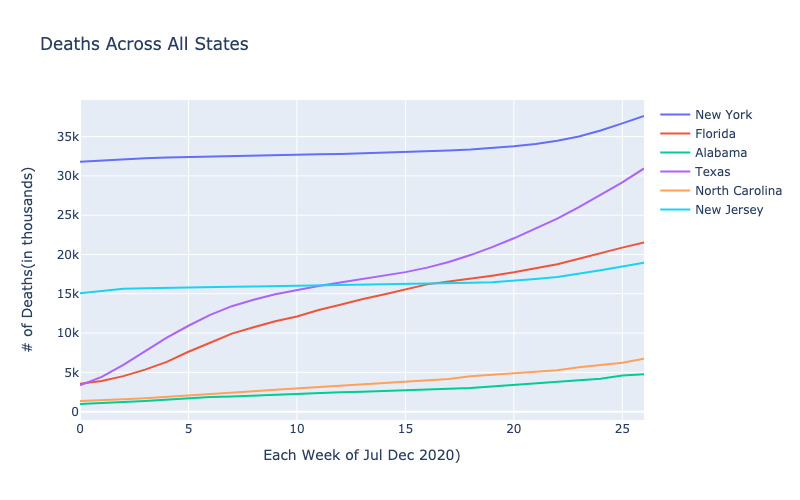 Deaths Across All States
# of Deaths(in thousands)
35k
30k
25k
20k
15k
10k
5k
0
0 5 10 15 20 25
Each Week of Jul Dec 2020)
New York
Florida
Alabama
Texas
North Carolina
New Jersey